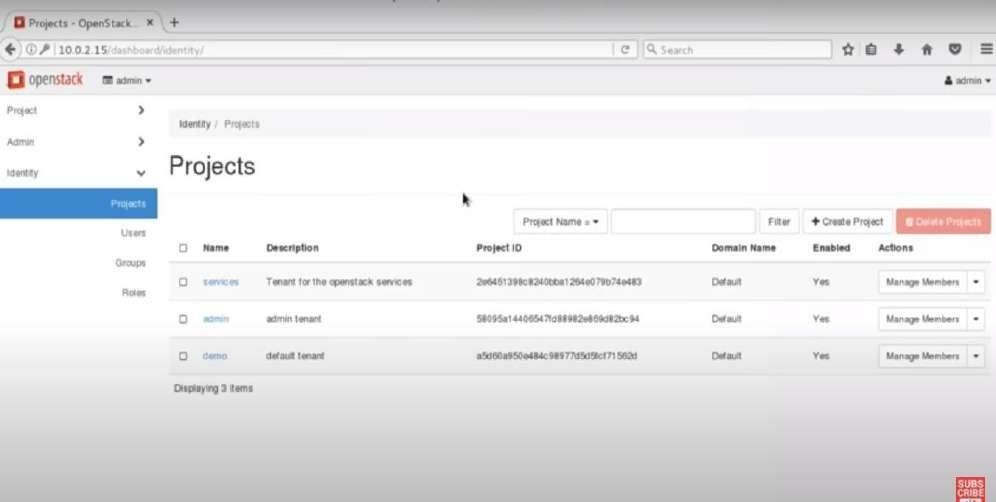 Projects - OpenStack...
10.0.2.15/dashboard/identity/
Search
openstack
admin
admin
Project
Admin
Identity
Projects
Users
Groups
Roles
Identity / Projects
Projects
Project Name =
Filter
+ Create Project
Delete Projects
Name Description Project ID Domain Name Enabled Actions
services Tenant for the openstack services Default Yes Manage Members
admin admin tenant Default Yes Manage Members
demo default tenant Default Yes Manage Members
Displaying 3 items
SUBS
CRIBE